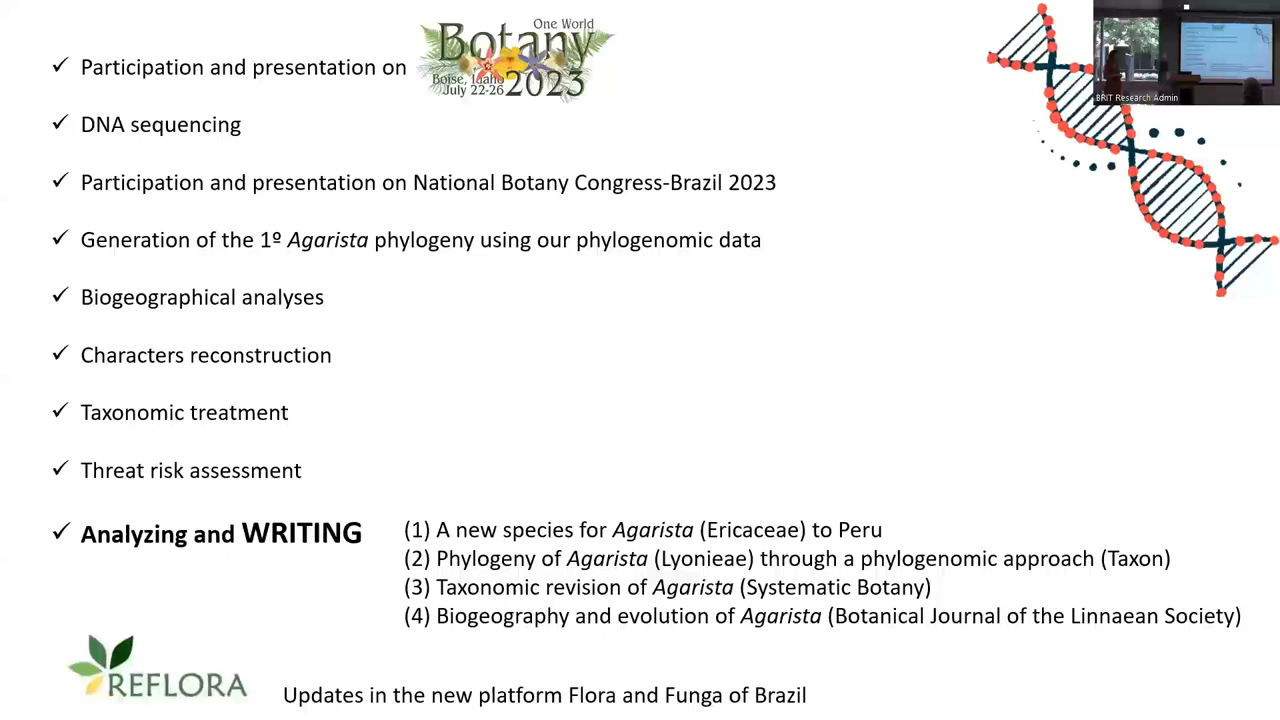 One World
Botany
Boise, Idaho
July 22-26 2023
✓ Participation and presentation on
BRIT Research Admin
✓ DNA sequencing
✓ Participation and presentation on National Botany Congress-Brazil 2023
✓ Generation of the 1º Agarista phylogeny using our phylogenomic data
✓ Biogeographical analyses
✓ Characters reconstruction
✓ Taxonomic treatment
✓ Threat risk assessment
✓ Analyzing and WRITING
(1) A new species for Agarista (Ericaceae) to Peru
(2) Phylogeny of Agarista (Lyonieae) through a phylogenomic approach (Taxon)
(3) Taxonomic revision of Agarista (Systematic Botany)
(4) Biogeography and evolution of Agarista (Botanical Journal of the Linnaean Society)
REFLORA
Updates in the new platform Flora and Funga of Brazil